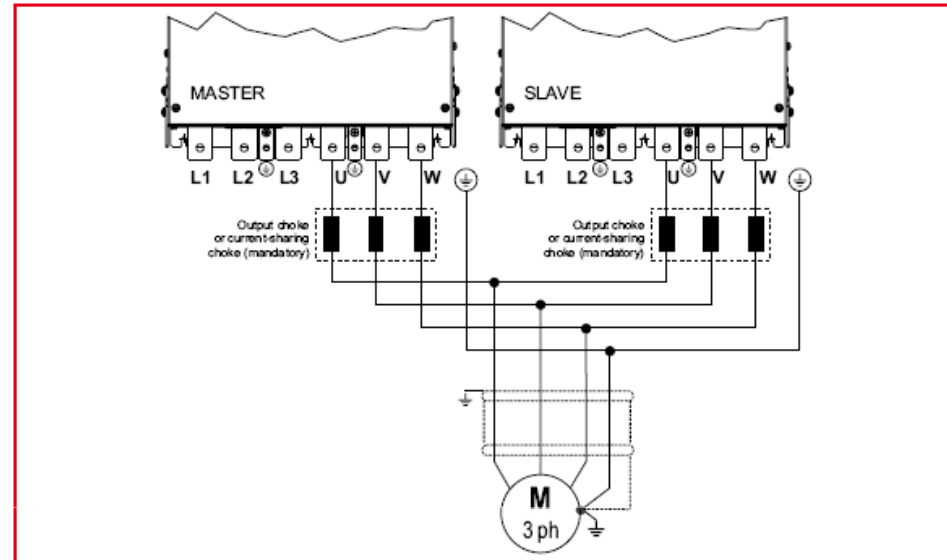 MASTER
SLAVE
L1 L2 L3 U V W
L1 L2 L3 U V W
Output choke
or current-sharing
choke (mandatory)
Output choke
or current-sharing
choke (mandatory)
M
3 ph